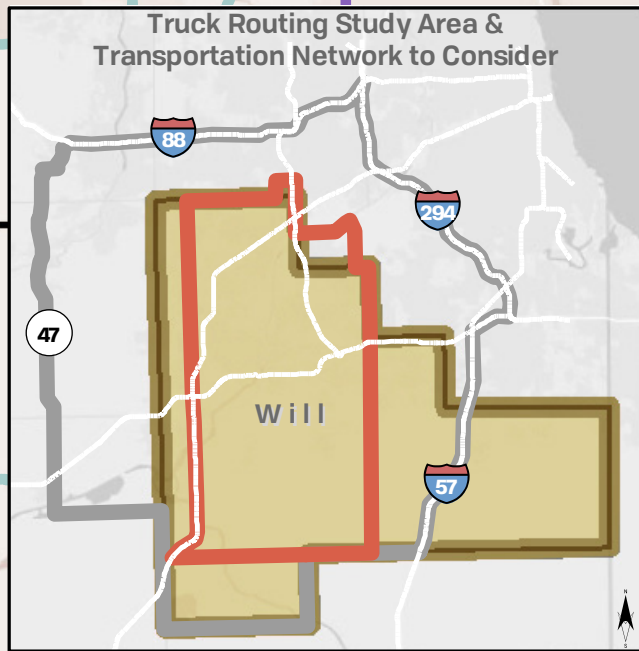 Truck Routing Study Area &
Transportation Network to Consider
88
294
47
Will
57
N
S